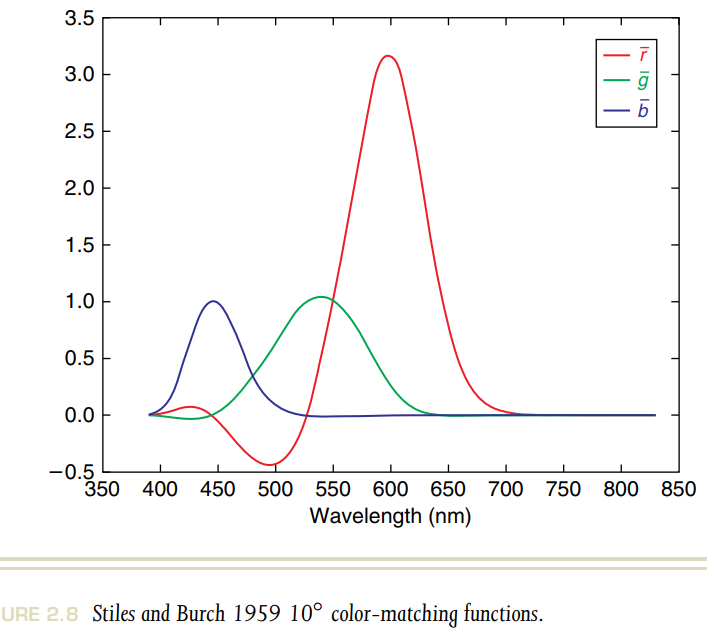 3.5
3.0
2.5
2.0
1.5
1.0
0.5
0.0
−0.5
r̅
g̅
b̅
350 400 450 500 550 600 650 700 750 800 850
Wavelength (nm)
URE 2.8 Stiles and Burch 1959 10° color-matching functions.